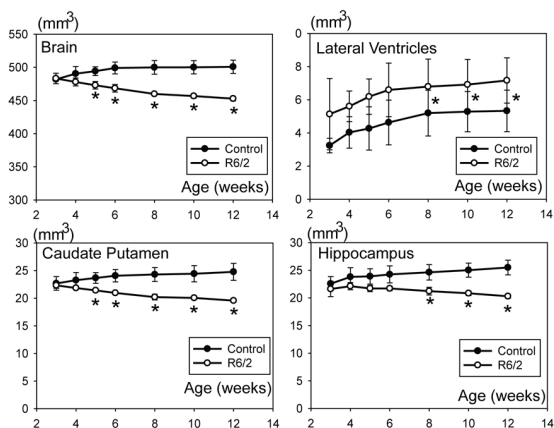 (mm³)
Brain
550
500
450
400
350
300
* * * * *
Control
R6/2
Age (weeks)
2 4 6 8 10 12 14
(mm³)
Lateral Ventricles
0
8
6
4
2
0
* * *
Control
R6/2
Age (weeks)
2 4 6 8 10 12 14
(mm³)
Caudate Putamen
30
25
20
15
10
5
0
* * * * *
Control
R6/2
Age (weeks)
2 4 6 8 10 12 14
(mm³)
Hippocampus
30
25
20
15
10
5
0
* * *
Control
R6/2
Age (weeks)
2 4 6 8 10 12 14